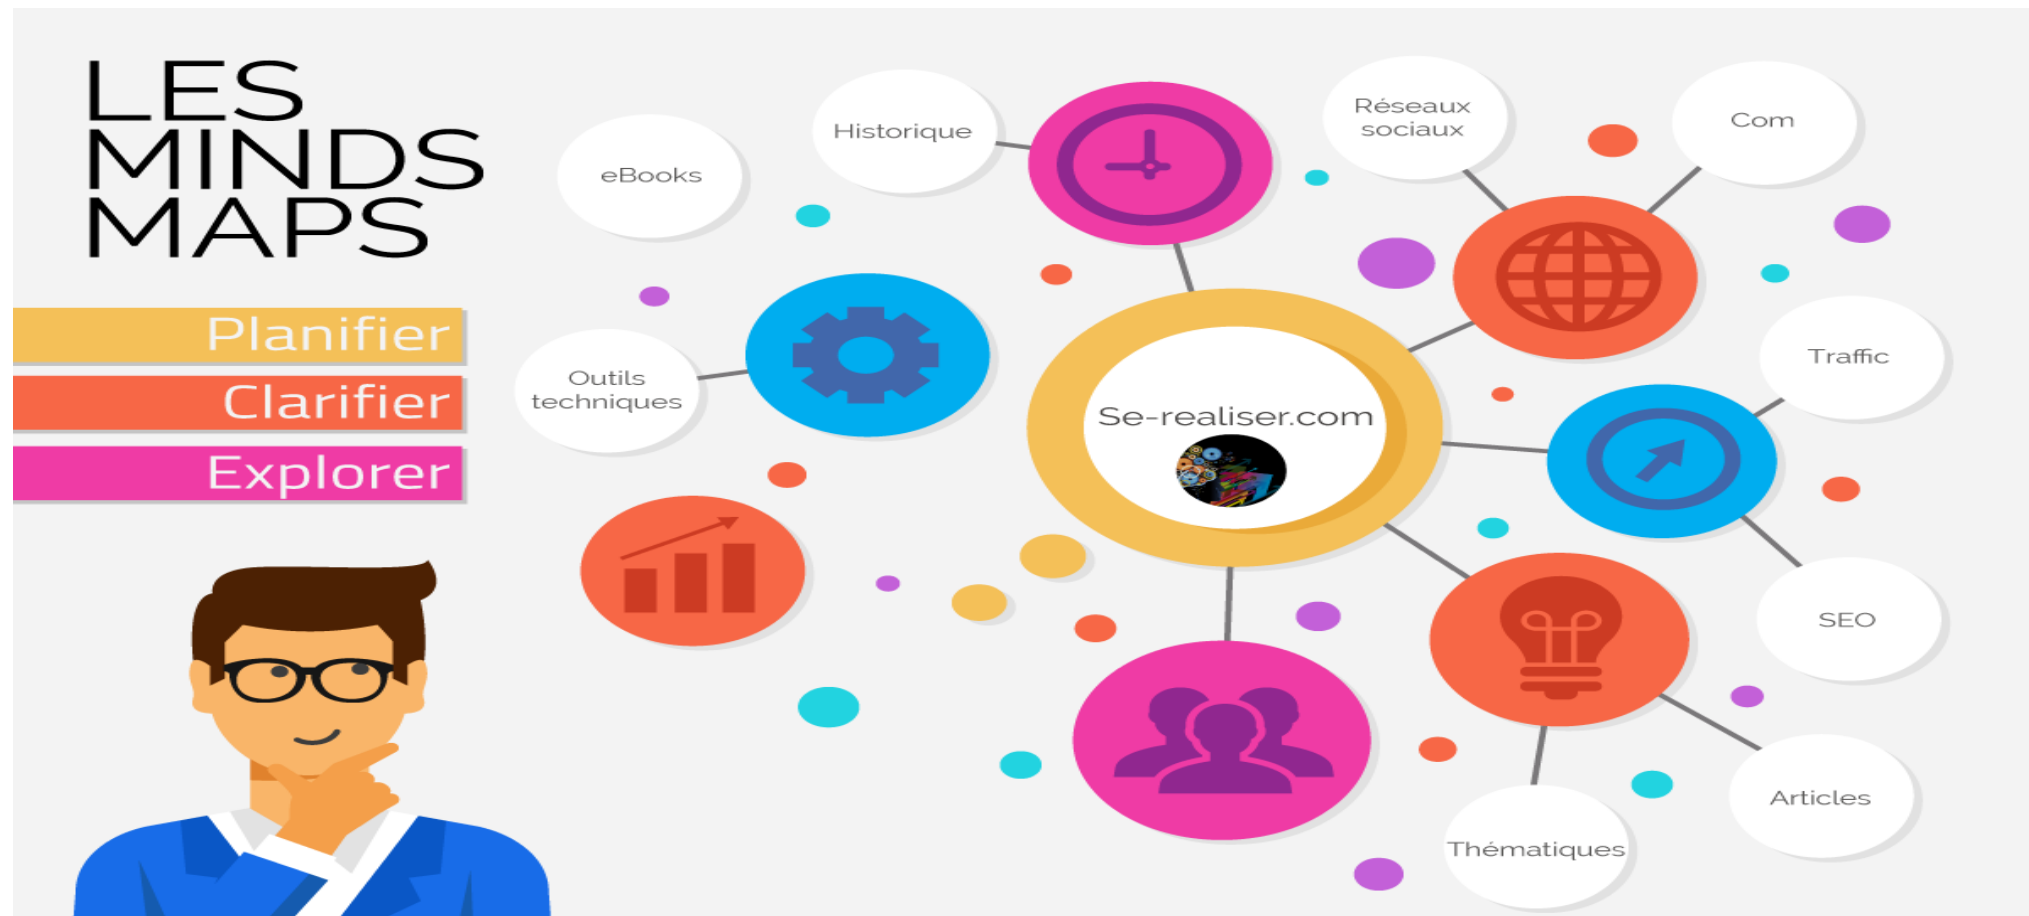 LES
MINDS
MAPS
Planifier
Clarifier
Explorer
eBooks
Historique
Réseaux
sociaux
Com
Outils
techniques
Se-realiser.com
Traffic
SEO
Articles
Thématiques